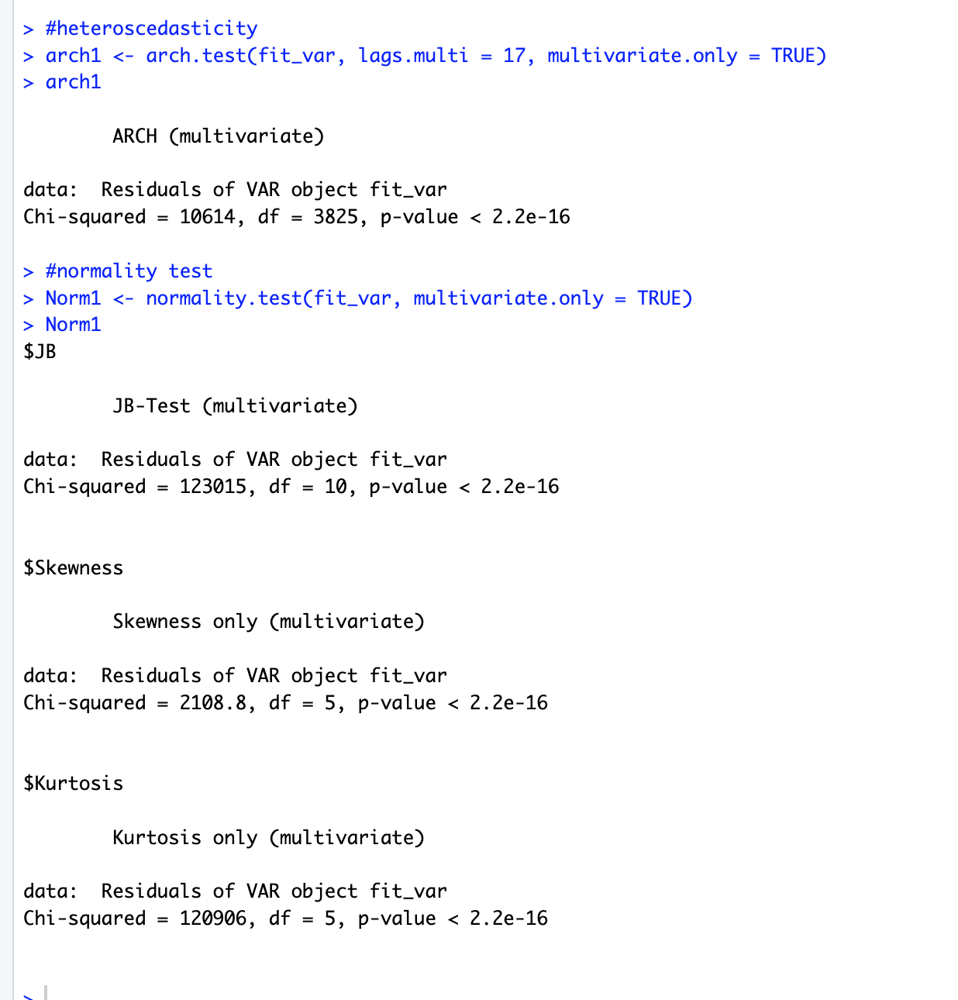 > #heteroscedasticity
> arch1 <- arch.test(fit_var, lags.multi = 17, multivariate.only = TRUE)
> arch1
ARCH (multivariate)
data:  Residuals of VAR object fit_var
Chi-squared = 10614, df = 3825, p-value < 2.2e-16
> #normality test
> Norm1 <- normality.test(fit_var, multivariate.only = TRUE)
> Norm1
$JB
JB-Test (multivariate)
data:  Residuals of VAR object fit_var
Chi-squared = 123015, df = 10, p-value < 2.2e-16
$Skewness
Skewness only (multivariate)
data:  Residuals of VAR object fit_var
Chi-squared = 2108.8, df = 5, p-value < 2.2e-16
$Kurtosis
Kurtosis only (multivariate)
data:  Residuals of VAR object fit_var
Chi-squared = 120906, df = 5, p-value < 2.2e-16
>